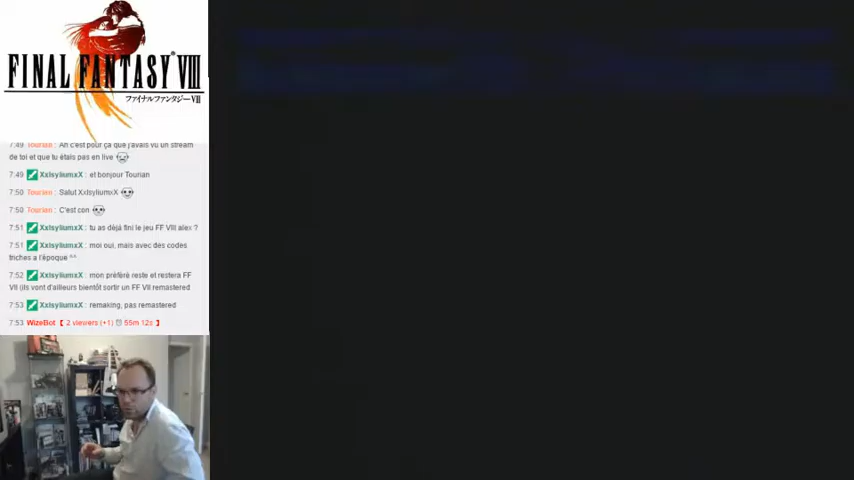 FINAL FANTASY VIII
ファイナルファンタジーVIII
7:49 Tourian : Ah c'est pour ça que j'avais vu un stream
de toi et que tu étais pas en live
7:49 XxIsyliumxX : et bonjour Tourian
7:50 Tourian : Salut XxIsyliumxX
7:50 Tourian : C'est con
7:51 XxIsyliumxX : tu as déjà fini le jeu FF VIII alex ?
7:51 XxIsyliumxX : moi oui, mais avec des codes
triches a l'époque ^^
7:52 XxIsyliumxX : mon préféré reste et restera FF
VII (ils vont d'ailleurs bientôt sortir un FF VII remastered
7:53 XxIsyliumxX : remaking, pas remastered
7:53 WizeBot 【 2 viewers (+1) 55m 12s 】